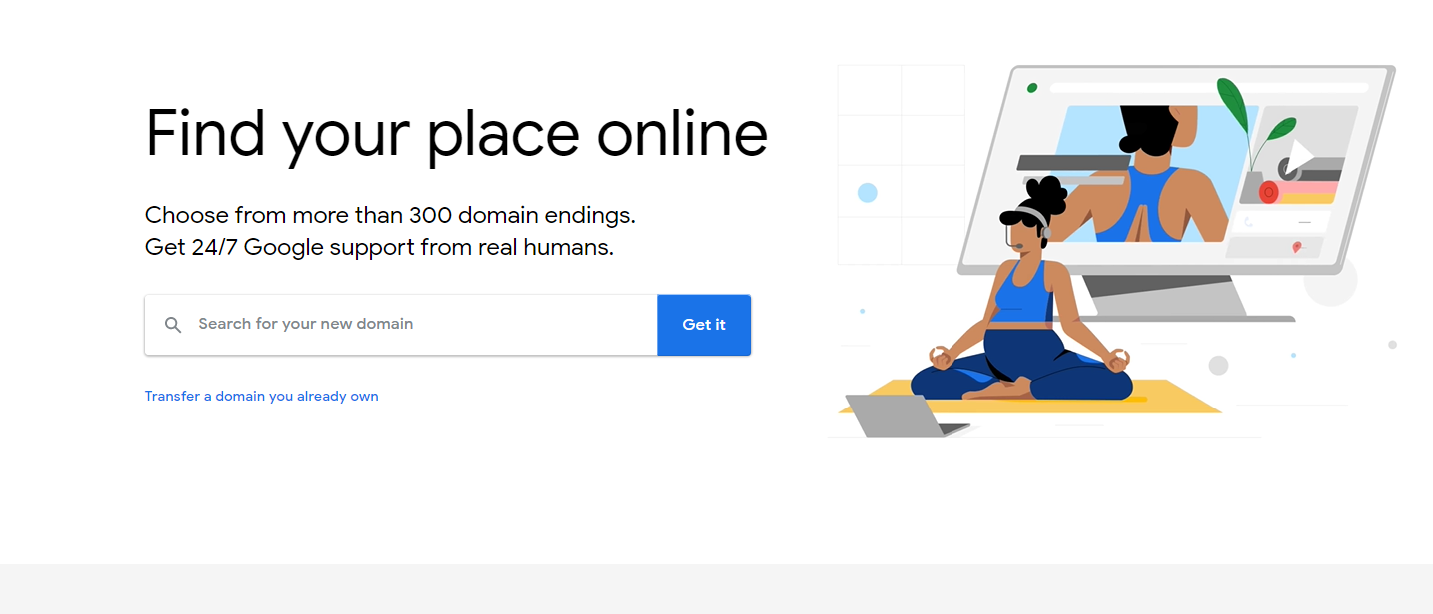 Find your place online
Choose from more than 300 domain endings.
Get 24/7 Google support from real humans.
Search for your new domain
Get it
Transfer a domain you already own